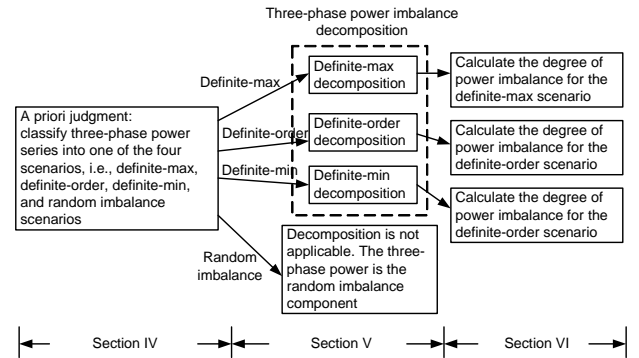 Three-phase power imbalance
decomposition
Definite-max
Definite-order
Definite-min
Random
imbalance
A priori judgment:
classify three-phase power
series into one of the four
scenarios, i.e., definite-max,
definite-order, definite-min,
and random imbalance
scenarios
Definite-max
decomposition
Definite-order
decomposition
Definite-min
decomposition
Decomposition is not
applicable. The three-
phase power is the
random imbalance
component
Calculate the degree of
power imbalance for the
definite-max scenario
Calculate the degree of
power imbalance for the
definite-order scenario
Calculate the degree of
power imbalance for the
definite-order scenario
Section IV
Section V
Section VI